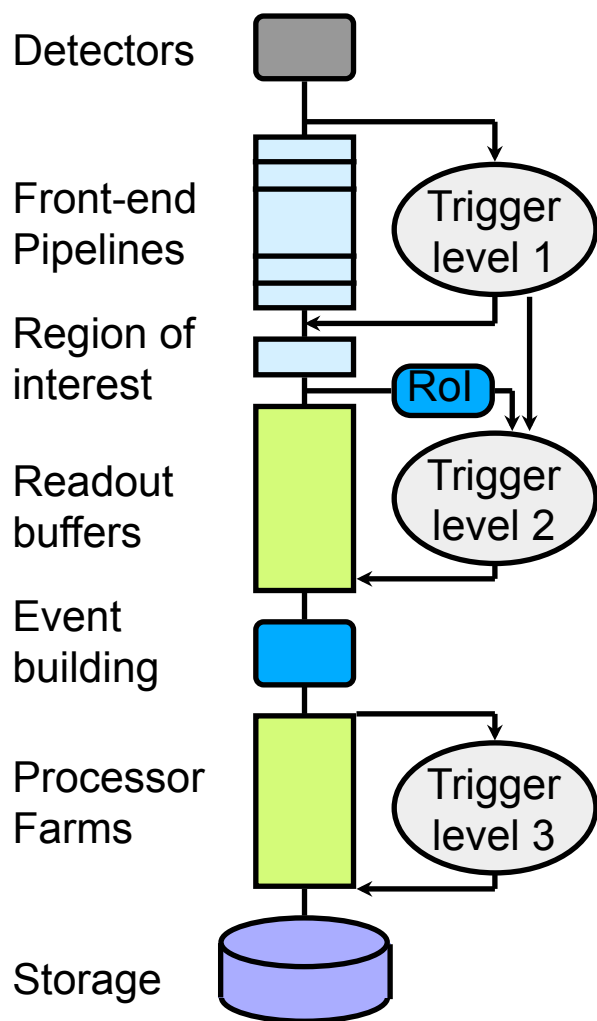 Detectors
Front-end
Pipelines
Trigger
level 1
Region of
interest
RoI
Readout
buffers
Trigger
level 2
Event
building
Processor
Farms
Trigger
level 3
Storage